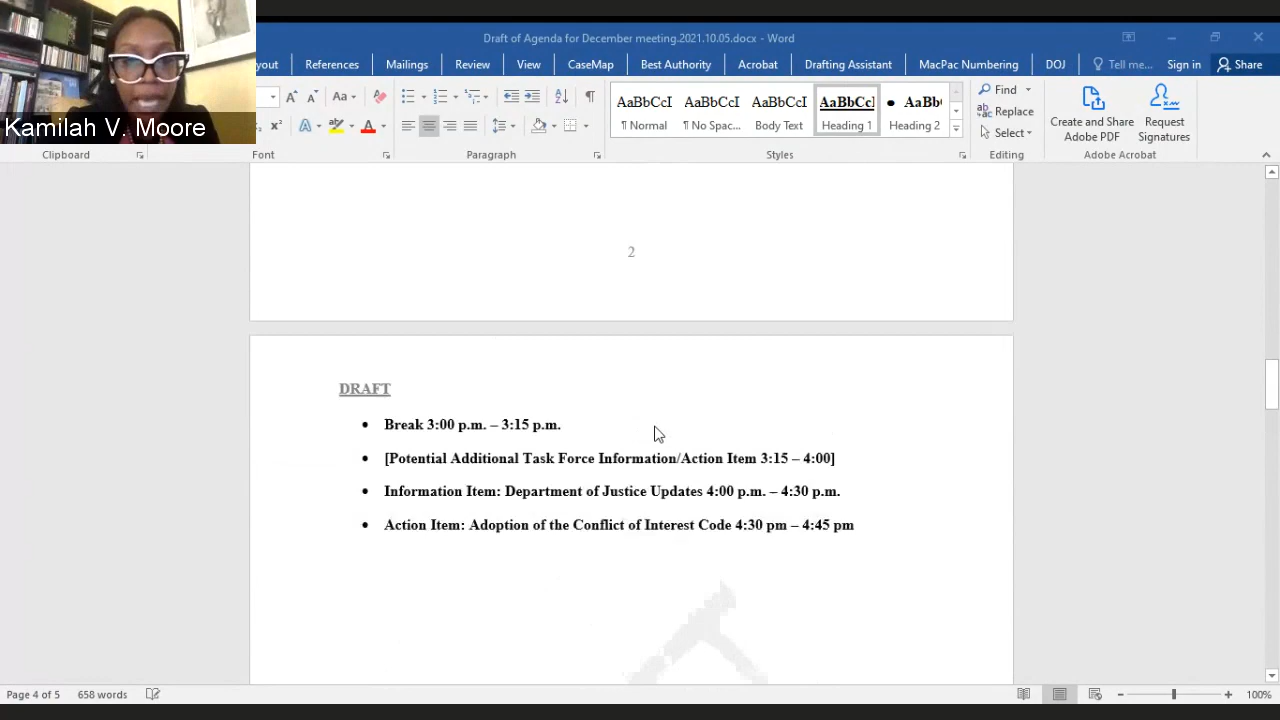 Kamilah V. Moore
Draft of Agenda for December meeting.2021.10.05.docx - Word
yout References Mailings Review View CaseMap Best Authority Acrobat Drafting Assistant MacPac Numbering DOJ Tell me... Sign in Share
AaBbCcI AaBbCcI AaBbCcI AaBbCcI AaBb(
¶ Normal ¶ No Spac... Body Text Heading 1 Heading 2
Find
Replace
Select
Create and Share Adobe PDF
Request Signatures
Clipboard Font Paragraph Styles Editing Adobe Acrobat
2
DRAFT
• Break 3:00 p.m. – 3:15 p.m.
• [Potential Additional Task Force Information/Action Item 3:15 – 4:00]
• Information Item: Department of Justice Updates 4:00 p.m. – 4:30 p.m.
• Action Item: Adoption of the Conflict of Interest Code 4:30 pm – 4:45 pm
Page 4 of 5 658 words 100%